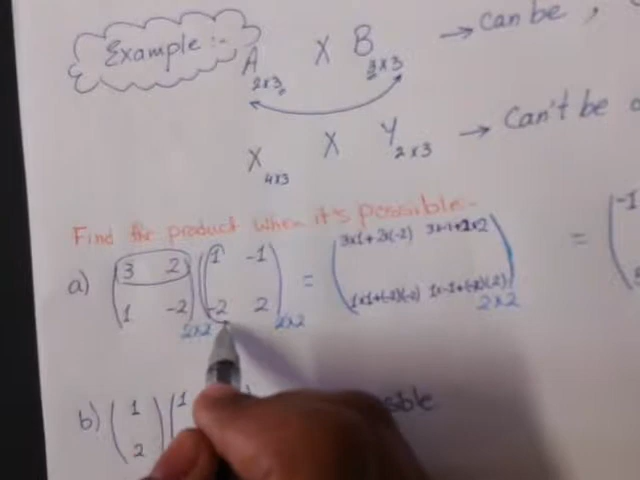 Example :-
A X B → can be ,
2x3 3x3
X X Y → can't be
4x3 2x3
Find the product when it's possible.
a) (3 2) (1 -1) = (3x1+2x(-2) 3x-1+2x2) = (-1
(1 -2) (-2 2) (1x1+(-2)(-2) 1x-1+(-2)(2))
2x2 2x2 2x2
b) (1) (1
(2)